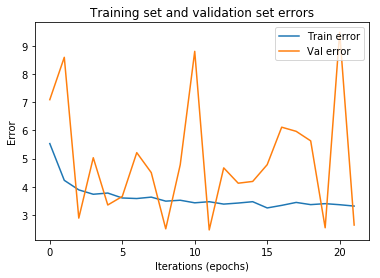 Training set and validation set errors
Train error
Val error
9
8
7
6
5
4
3
Error
0
5
10
15
20
Iterations (epochs)